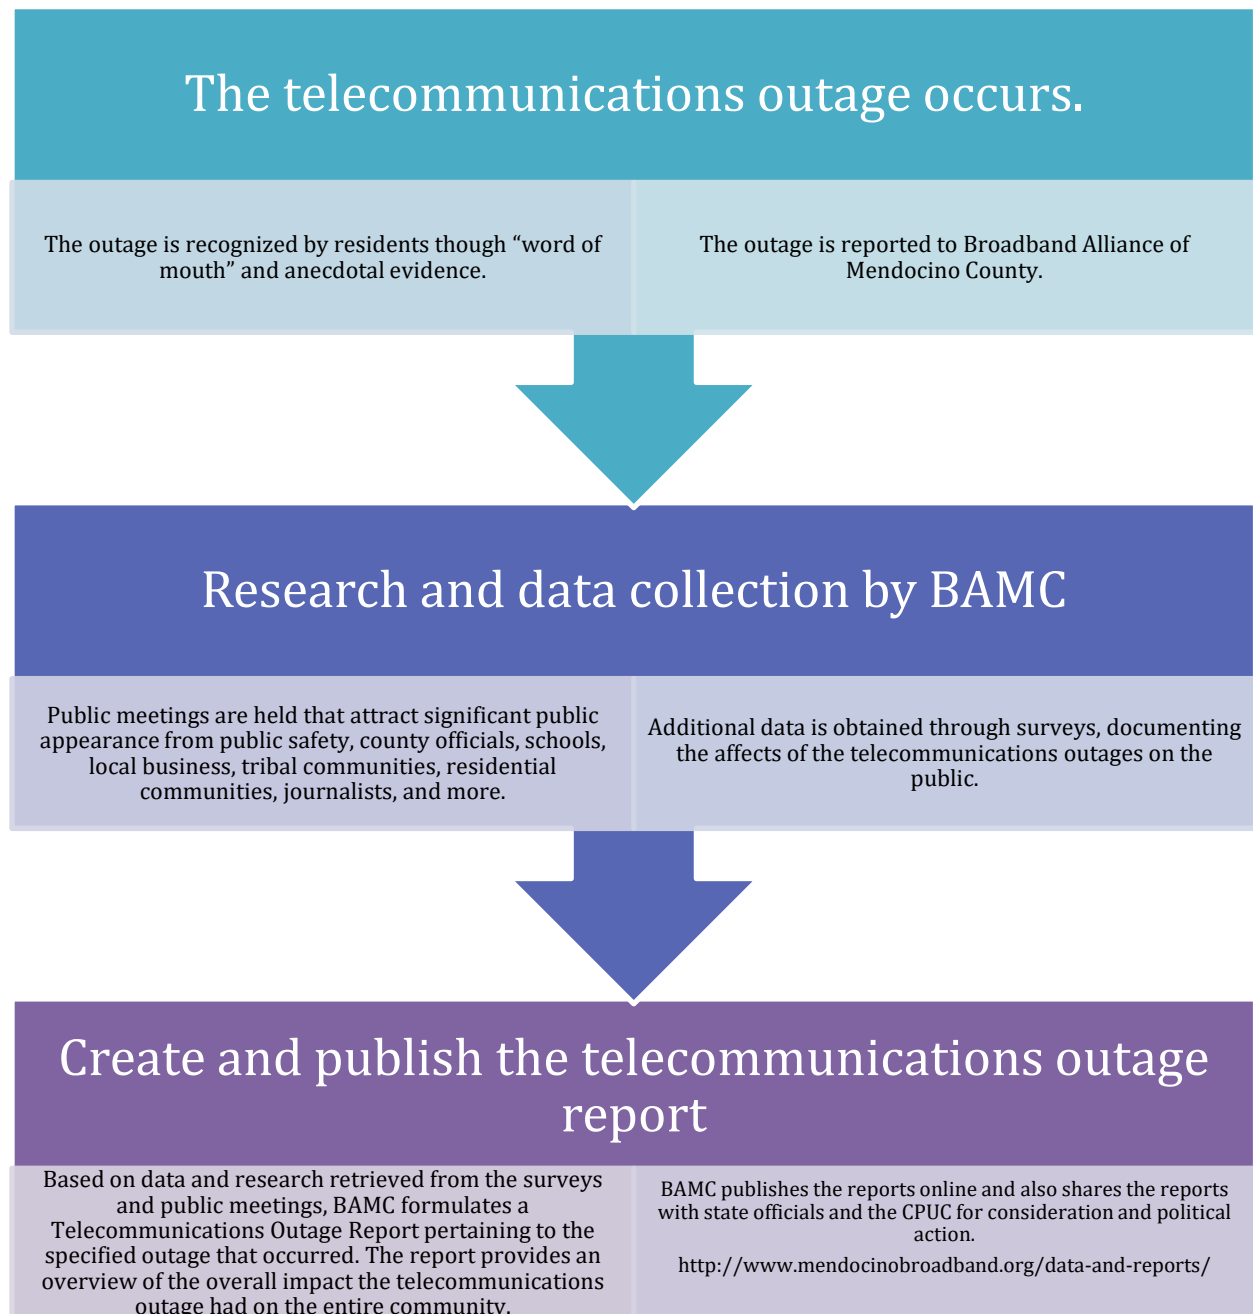 The telecommunications outage occurs.
The outage is recognized by residents though “word of
mouth” and anecdotal evidence.
The outage is reported to Broadband Alliance of
Mendocino County.
Research and data collection by BAMC
Public meetings are held that attract significant public
appearance from public safety, county officials, schools,
local business, tribal communities, residential
communities, journalists, and more.
Additional data is obtained through surveys, documenting
the affects of the telecommunications outages on the
public.
Create and publish the telecommunications outage
report
Based on data and research retrieved from the surveys
and public meetings, BAMC formulates a
Telecommunications Outage Report pertaining to the
specified outage that occurred. The report provides an
overview of the overall impact the telecommunications
outage had on the entire community.
BAMC publishes the reports online and also shares the reports
with state officials and the CPUC for consideration and political
action.
http://www.mendocinobroadband.org/data-and-reports/